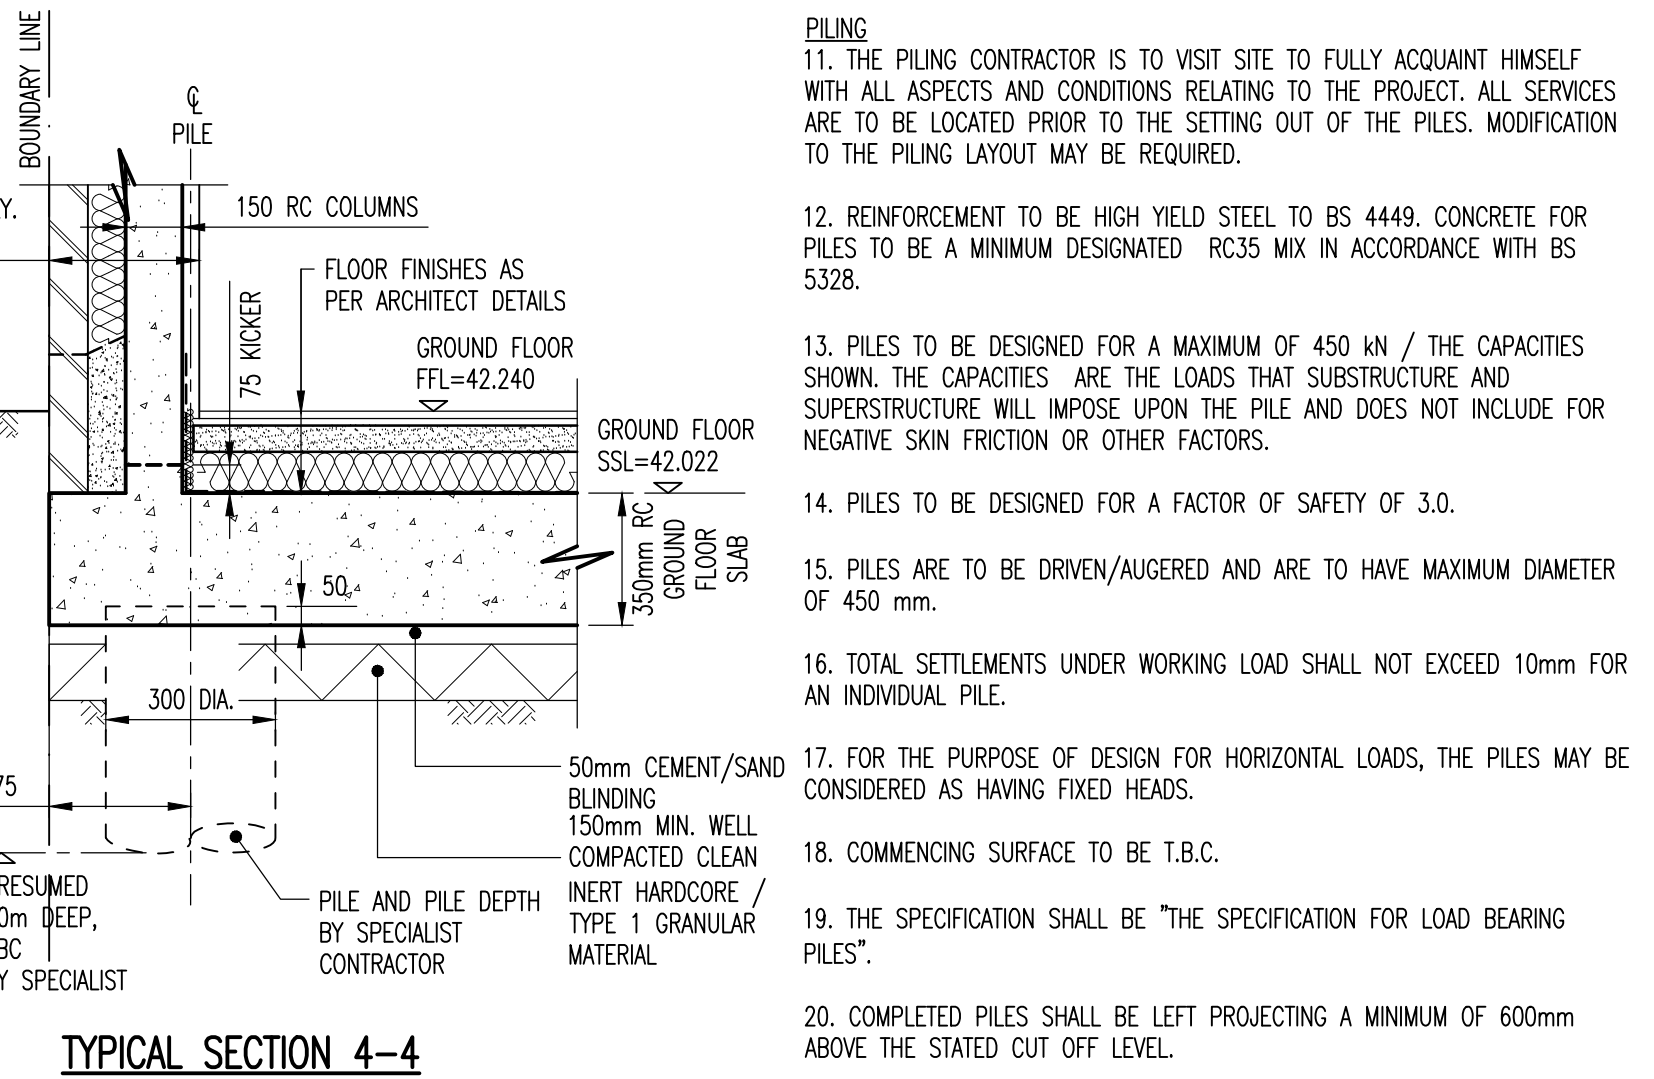 BOUNDARY LINE
℄
PILE
Y.
150 RC COLUMNS
FLOOR FINISHES AS
PER ARCHITECT DETAILS
75 KICKER
GROUND FLOOR
FFL=42.240
GROUND FLOOR
SSL=42.022
350mm RC
GROUND
FLOOR
SLAB
50
300 DIA.
75
50mm CEMENT/SAND
BLINDING
150mm MIN. WELL
COMPACTED CLEAN
INERT HARDCORE /
TYPE 1 GRANULAR
MATERIAL
PILE AND PILE DEPTH
BY SPECIALIST
CONTRACTOR
RESUMED
0m DEEP,
BC
Y SPECIALIST
TYPICAL SECTION 4-4
PILING
11. THE PILING CONTRACTOR IS TO VISIT SITE TO FULLY ACQUAINT HIMSELF
WITH ALL ASPECTS AND CONDITIONS RELATING TO THE PROJECT. ALL SERVICES
ARE TO BE LOCATED PRIOR TO THE SETTING OUT OF THE PILES. MODIFICATION
TO THE PILING LAYOUT MAY BE REQUIRED.
12. REINFORCEMENT TO BE HIGH YIELD STEEL TO BS 4449. CONCRETE FOR
PILES TO BE A MINIMUM DESIGNATED RC35 MIX IN ACCORDANCE WITH BS
5328.
13. PILES TO BE DESIGNED FOR A MAXIMUM OF 450 kN / THE CAPACITIES
SHOWN. THE CAPACITIES ARE THE LOADS THAT SUBSTRUCTURE AND
SUPERSTRUCTURE WILL IMPOSE UPON THE PILE AND DOES NOT INCLUDE FOR
NEGATIVE SKIN FRICTION OR OTHER FACTORS.
14. PILES TO BE DESIGNED FOR A FACTOR OF SAFETY OF 3.0.
15. PILES ARE TO BE DRIVEN/AUGERED AND ARE TO HAVE MAXIMUM DIAMETER
OF 450 mm.
16. TOTAL SETTLEMENTS UNDER WORKING LOAD SHALL NOT EXCEED 10mm FOR
AN INDIVIDUAL PILE.
17. FOR THE PURPOSE OF DESIGN FOR HORIZONTAL LOADS, THE PILES MAY BE
CONSIDERED AS HAVING FIXED HEADS.
18. COMMENCING SURFACE TO BE T.B.C.
19. THE SPECIFICATION SHALL BE "THE SPECIFICATION FOR LOAD BEARING
PILES".
20. COMPLETED PILES SHALL BE LEFT PROJECTING A MINIMUM OF 600mm
ABOVE THE STATED CUT OFF LEVEL.